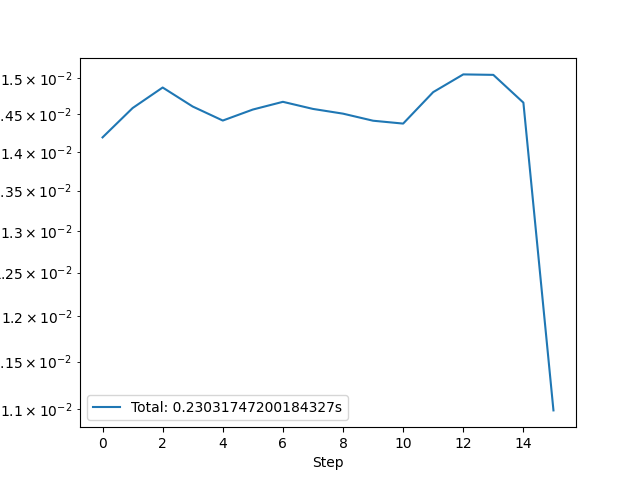 1.5 × 10⁻²
1.45 × 10⁻²
1.4 × 10⁻²
.35 × 10⁻²
1.3 × 10⁻²
.25 × 10⁻²
1.2 × 10⁻²
.15 × 10⁻²
1.1 × 10⁻²
Total: 0.23031747200184327s
0 2 4 6 8 10 12 14
Step